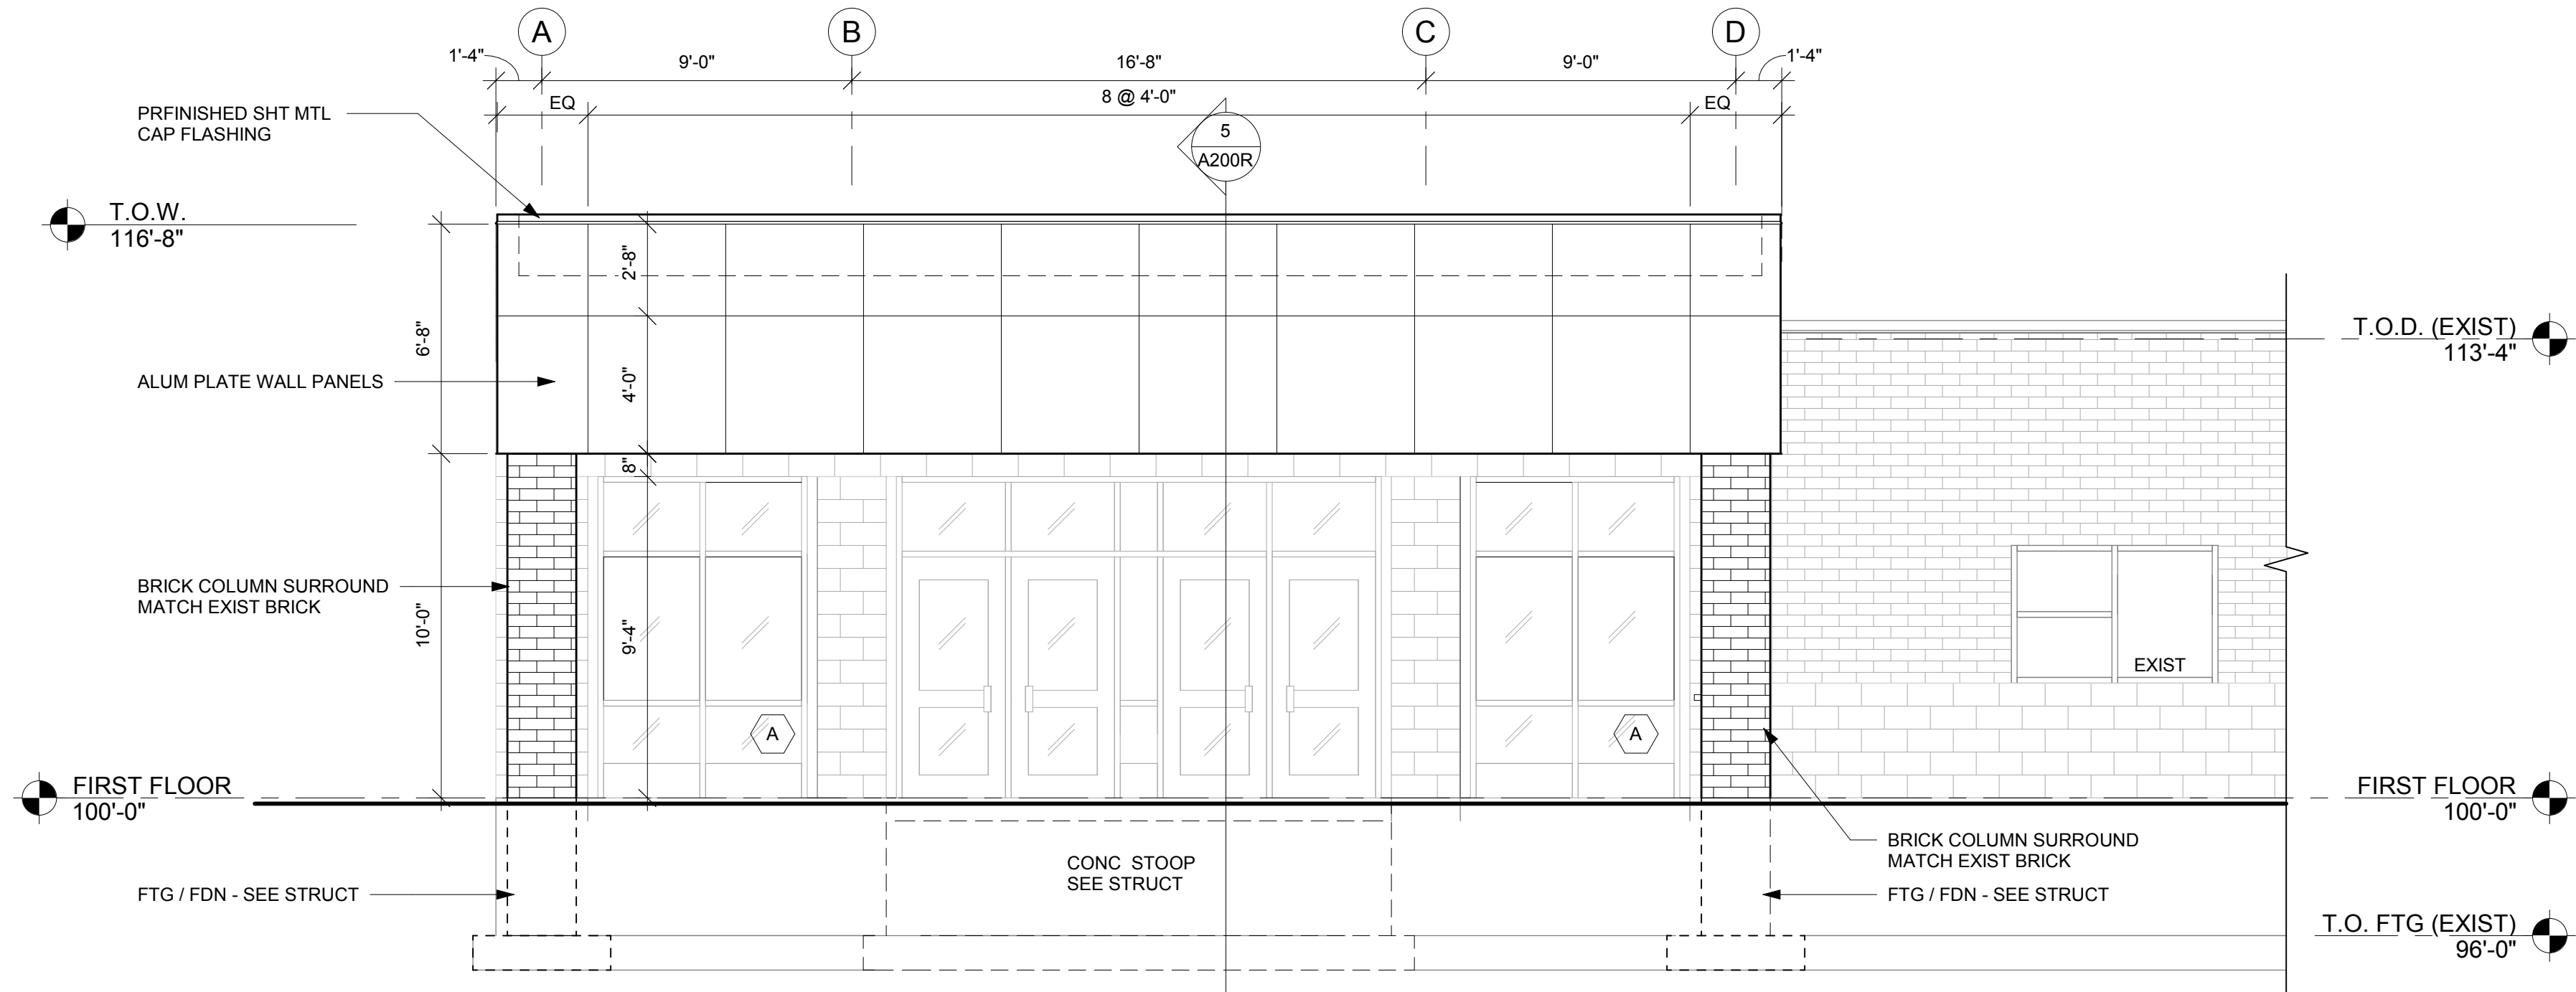 A
B
C
D
1'-4"
9'-0"
16'-8"
9'-0"
1'-4"
EQ
8 @ 4'-0"
EQ
PRFINISHED SHT MTL
CAP FLASHING
5
A200R
T.O.W.
116'-8"
2'-8"
6'-8"
T.O.D. (EXIST)
113'-4"
ALUM PLATE WALL PANELS
4'-0"
8"
BRICK COLUMN SURROUND
MATCH EXIST BRICK
10'-0"
9'-4"
EXIST
A
A
FIRST FLOOR
100'-0"
FIRST FLOOR
100'-0"
CONC STOOP
SEE STRUCT
BRICK COLUMN SURROUND
MATCH EXIST BRICK
FTG / FDN - SEE STRUCT
FTG / FDN - SEE STRUCT
T.O. FTG (EXIST)
96'-0"